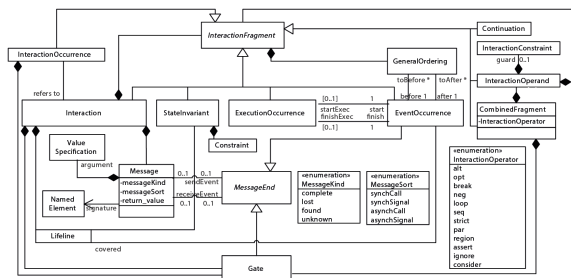 InteractionFragment
Continuation
InteractionOccurrence
InteractionConstraint
GeneralOrdering
guard 0..1
toBefore *
toAfter *
InteractionOperand
refers to
[0..1] 1
before 1
after 1
Interaction
StateInvariant
ExecutionOccurrence
startExec start
finishExec finish
EventOccurrence
CombinedFragment
-InteractionOperator
[0..1] 1
Constraint
Value
Specification
argument
Message
-messageKind
-messageSort
-return_value
0..1 0..1
sendEvent
receiveEvent
0..1 0..1
MessageEnd
«enumeration»
MessageKind
complete
lost
found
unknown
«enumeration»
MessageSort
synchCall
synchSignal
asynchCall
asynchSignal
«enumeration»
InteractionOperator
alt
opt
break
neg
loop
seq
strict
par
region
assert
ignore
consider
Named
Element
signature
Lifeline
covered
Gate